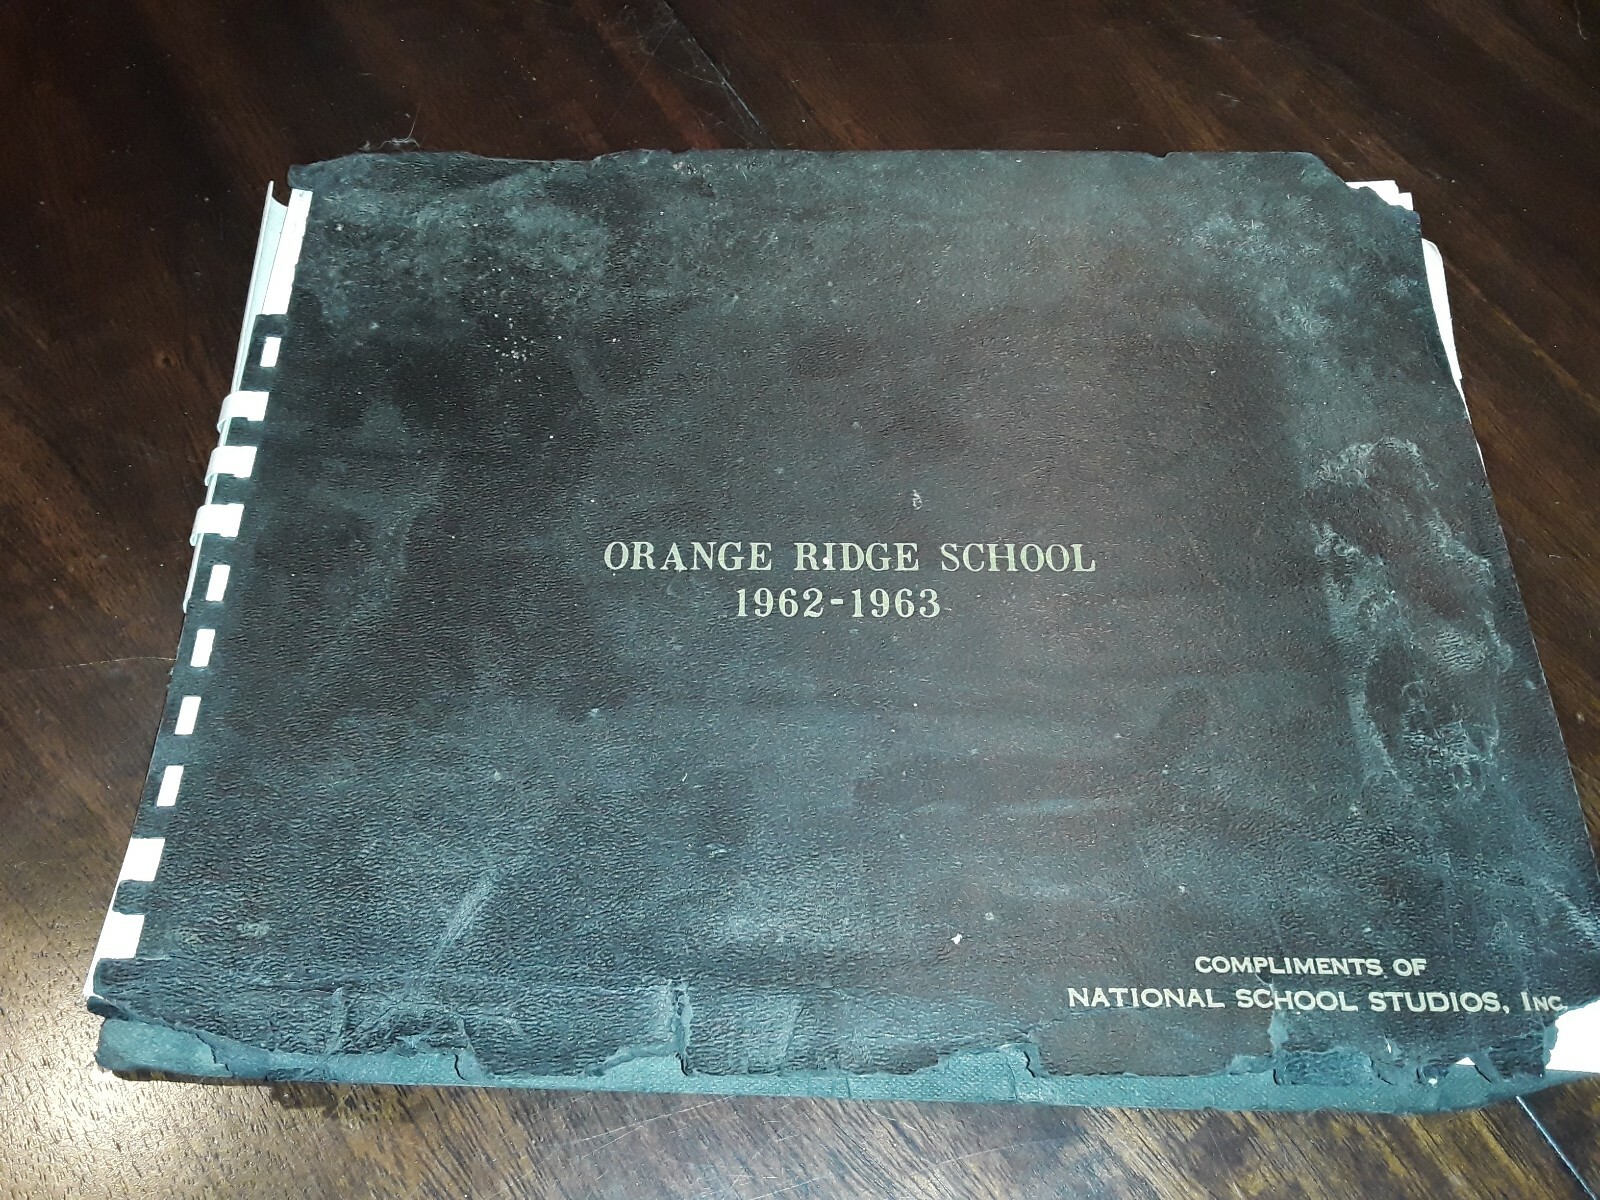 ORANGE RIDGE SCHOOL
1962-1963
COMPLIMENTS OF
NATIONAL SCHOOL STUDIOS, INC.